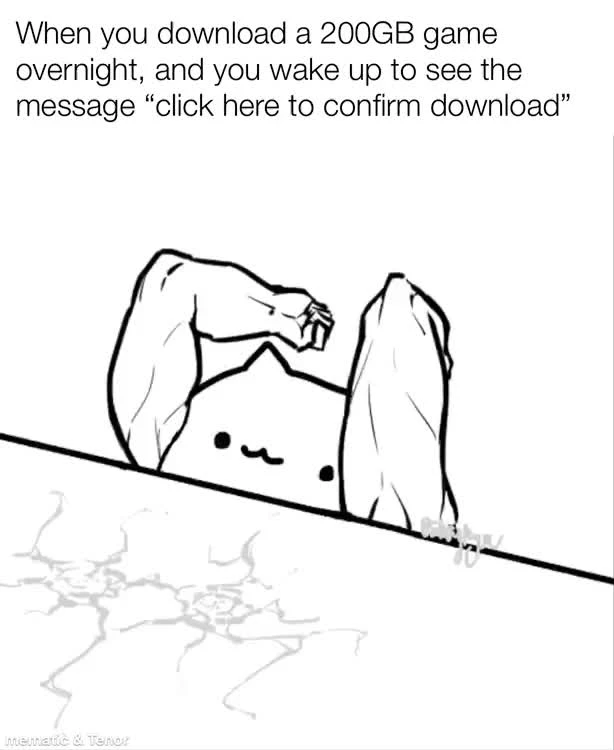 When you download a 200GB game
overnight, and you wake up to see the
message “click here to confirm download”
mematic & Tenor